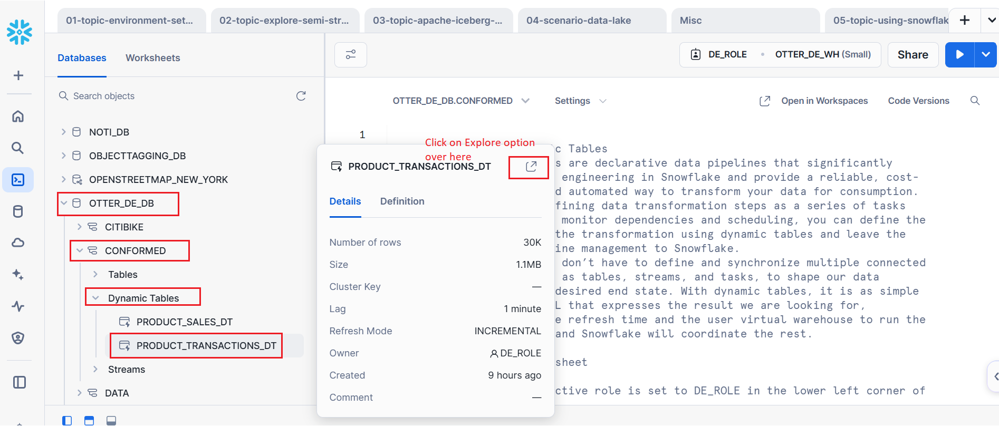 01-topic-environment-set...
02-topic-explore-semi-str...
03-topic-apache-iceberg-...
04-scenario-data-lake
Misc
05-topic-using-snowflak
Databases
Worksheets
DE_ROLE • OTTER_DE_WH (Small)
Share
Search objects
OTTER_DE_DB.CONFORMED
Settings
Open in Workspaces
Code Versions
NOTI_DB
OBJECTTAGGING_DB
OPENSTREETMAP_NEW_YORK
OTTER_DE_DB
CITIBIKE
CONFORMED
Tables
Dynamic Tables
PRODUCT_SALES_DT
PRODUCT_TRANSACTIONS_DT
Streams
DATA
Click on Explore option
over here
PRODUCT_TRANSACTIONS_DT
Details
Definition
Number of rows 30K
Size 1.1MB
Cluster Key —
Lag 1 minute
Refresh Mode INCREMENTAL
Owner DE_ROLE
Created 9 hours ago
Comment —
1
c Tables
s are declarative data pipelines that significantly
engineering in Snowflake and provide a reliable, cost-
d automated way to transform your data for consumption.
fining data transformation steps as a series of tasks
monitor dependencies and scheduling, you can define the
the transformation using dynamic tables and leave the
ine management to Snowflake.
don’t have to define and synchronize multiple connected
as tables, streams, and tasks, to shape our data
desired end state. With dynamic tables, it is as simple
L that expresses the result we are looking for,
e refresh time and the user virtual warehouse to run the
and Snowflake will coordinate the rest.
sheet
ctive role is set to DE_ROLE in the lower left corner of